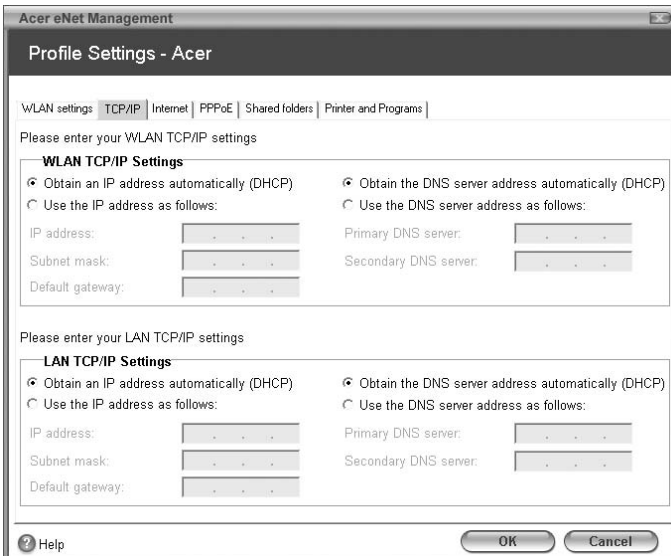 Acer eNet Management
Profile Settings - Acer
WLAN settings TCP/IP Internet PPPoE Shared folders Printer and Programs
Please enter your WLAN TCP/IP settings
WLAN TCP/IP Settings
Obtain an IP address automatically (DHCP) Obtain the DNS server address automatically (DHCP)
Use the IP address as follows: Use the DNS server address as follows:
IP address: . . . Primary DNS server: . . .
Subnet mask: . . . Secondary DNS server: . . .
Default gateway: . . .
Please enter your LAN TCP/IP settings
LAN TCP/IP Settings
Obtain an IP address automatically (DHCP) Obtain the DNS server address automatically (DHCP)
Use the IP address as follows: Use the DNS server address as follows:
IP address: . . . Primary DNS server: . . .
Subnet mask: . . . Secondary DNS server: . . .
Default gateway: . . .
? Help OK Cancel